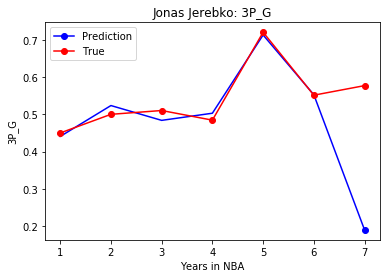 Jonas Jerebko: 3P_G
Prediction
True
0.7
0.6
0.5
0.4
0.3
0.2
3P_G
1 2 3 4 5 6 7
Years in NBA